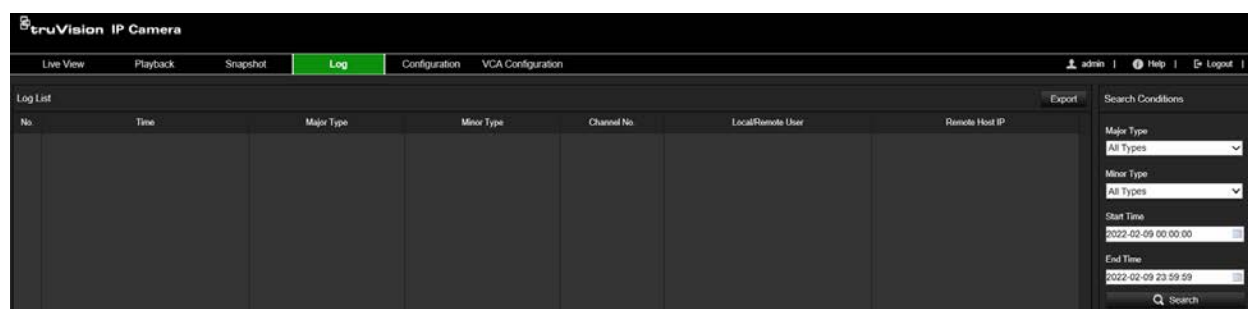 truVision IP Camera
Live View Playback Snapshot Log Configuration VCA Configuration admin | Help | Logout |
Log List Export Search Conditions
No. Time Major Type Minor Type Channel No. Local/Remote User Remote Host IP
Major Type
All Types
Minor Type
All Types
Start Time
2022-02-09 00:00:00
End Time
2022-02-09 23:59:59
Search